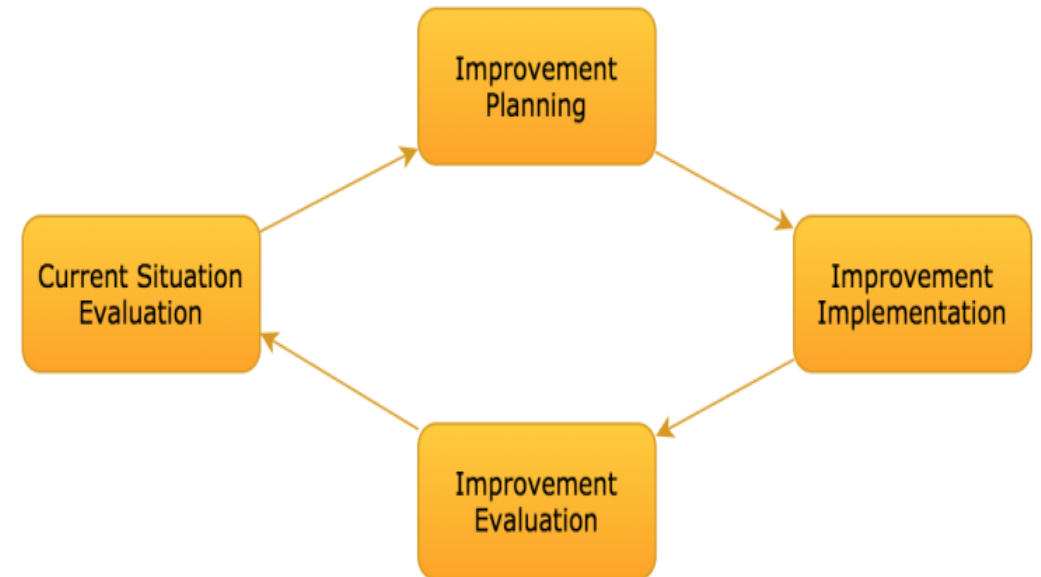 Improvement
Planning
Current Situation
Evaluation
Improvement
Implementation
Improvement
Evaluation